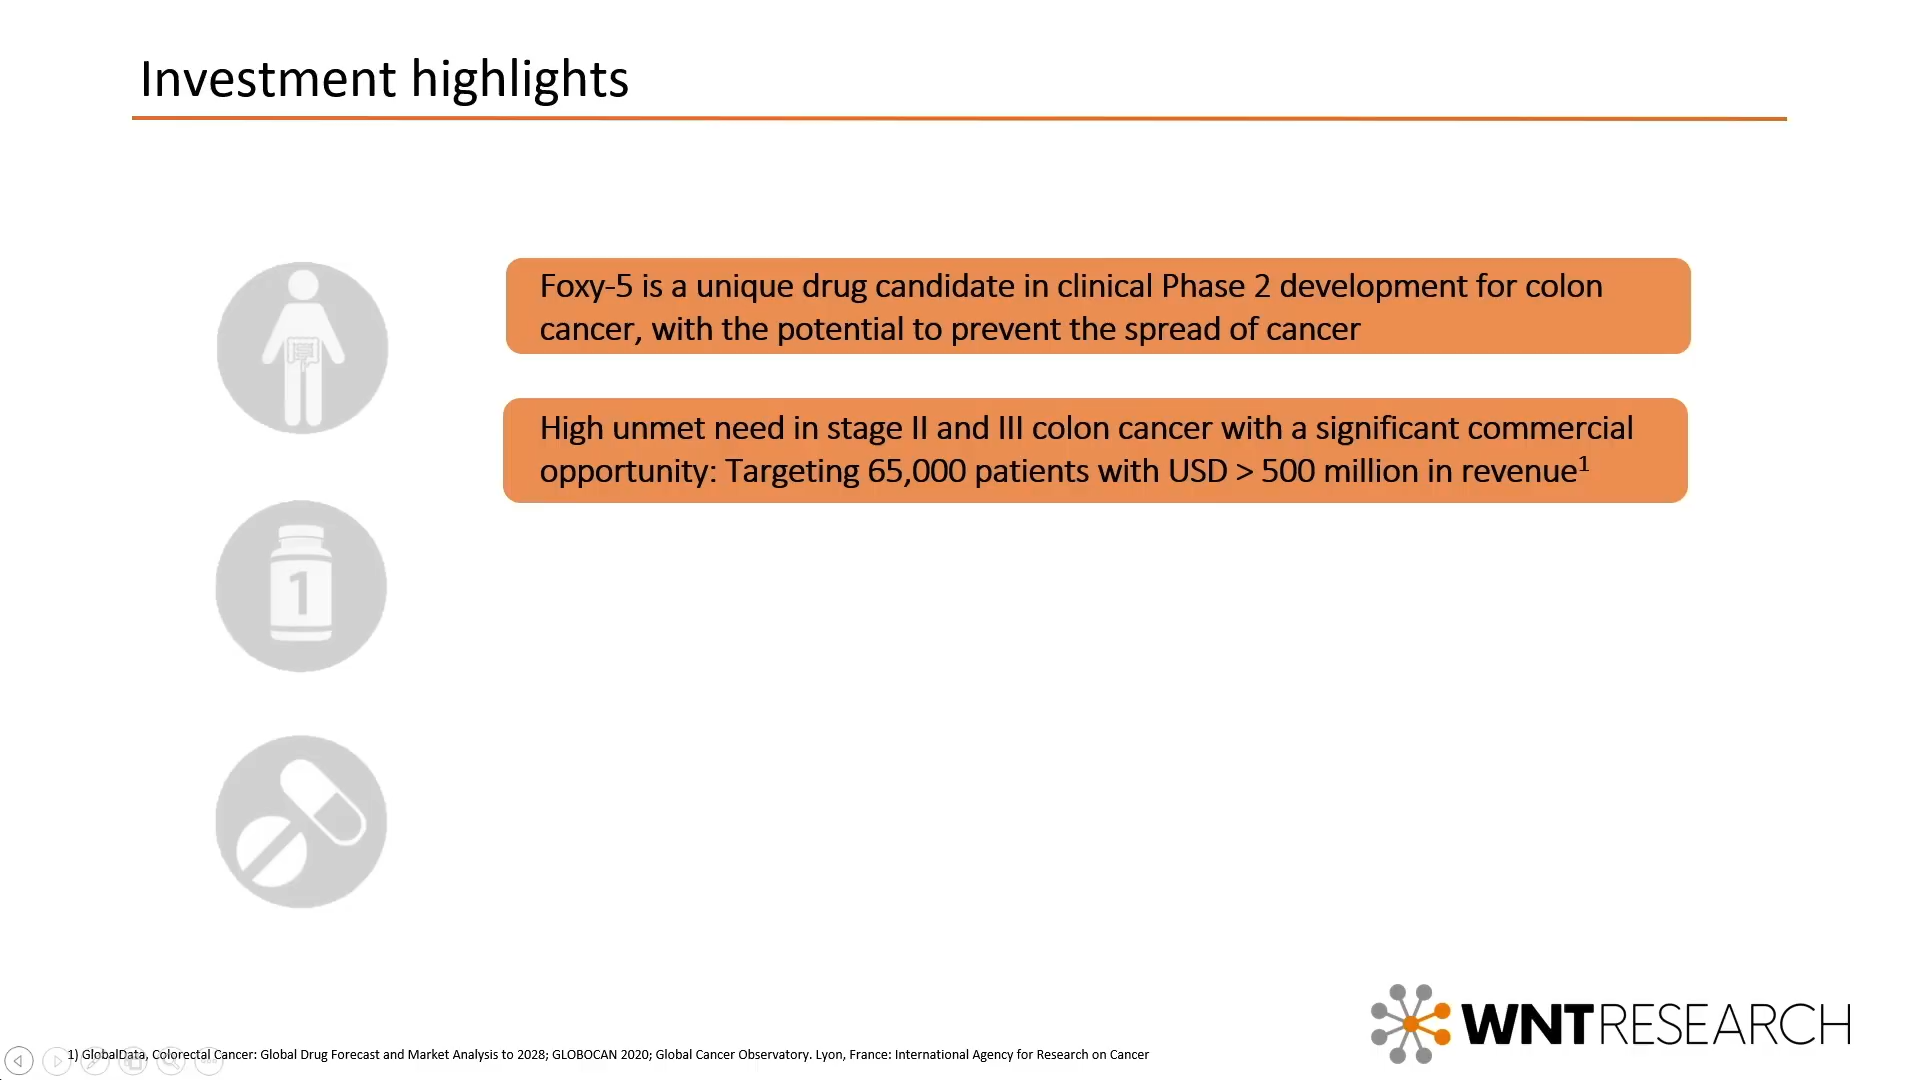 Investment highlights
Foxy-5 is a unique drug candidate in clinical Phase 2 development for colon
cancer, with the potential to prevent the spread of cancer
High unmet need in stage II and III colon cancer with a significant commercial
opportunity: Targeting 65,000 patients with USD > 500 million in revenue¹
1
WNTRESEARCH
1) GlobalData, Colorectal Cancer: Global Drug Forecast and Market Analysis to 2028; GLOBOCAN 2020; Global Cancer Observatory. Lyon, France: International Agency for Research on Cancer